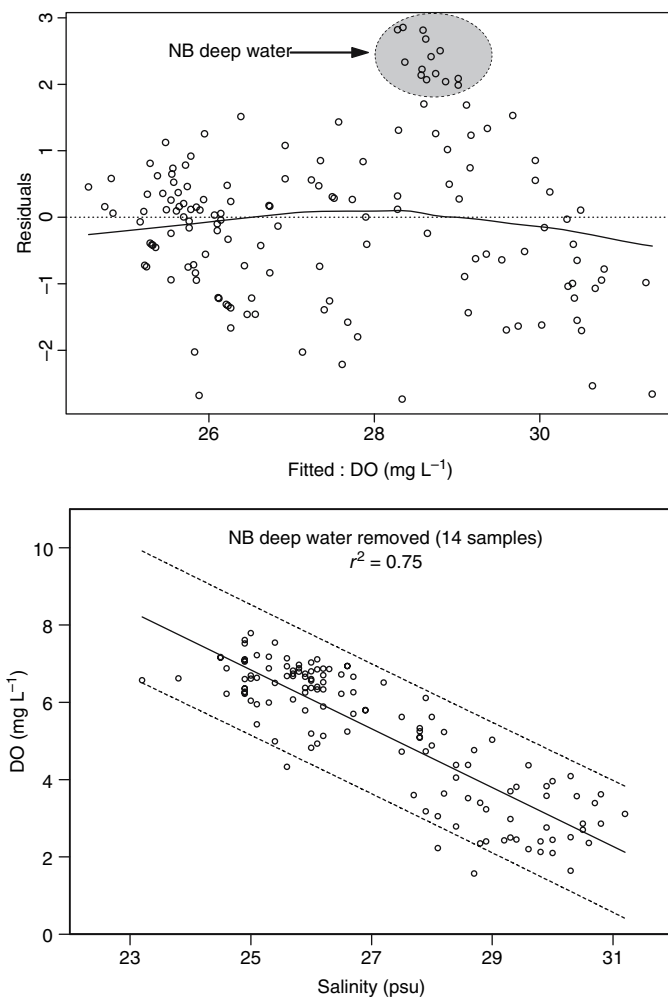 3
NB deep water
2
1
0
−1
−2
Residuals
26
28
30
Fitted : DO (mg L⁻¹)
NB deep water removed (14 samples)
r² = 0.75
10
8
6
4
2
0
DO (mg L⁻¹)
23
25
27
29
31
Salinity (psu)